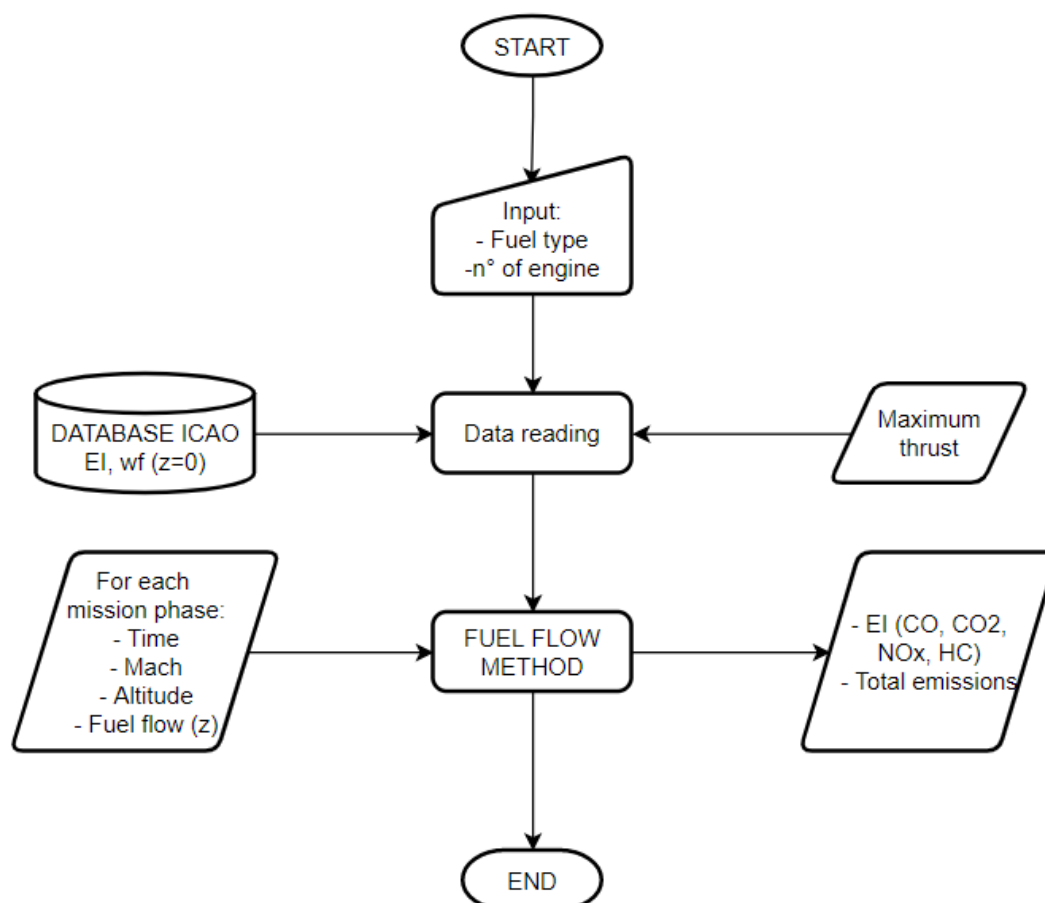 START
Input:
- Fuel type
-n° of engine
DATABASE ICAO
EI, wf (z=0)
Data reading
Maximum
thrust
For each
mission phase:
- Time
- Mach
- Altitude
- Fuel flow (z)
FUEL FLOW
METHOD
- EI (CO, CO2,
NOx, HC)
- Total emissions
END